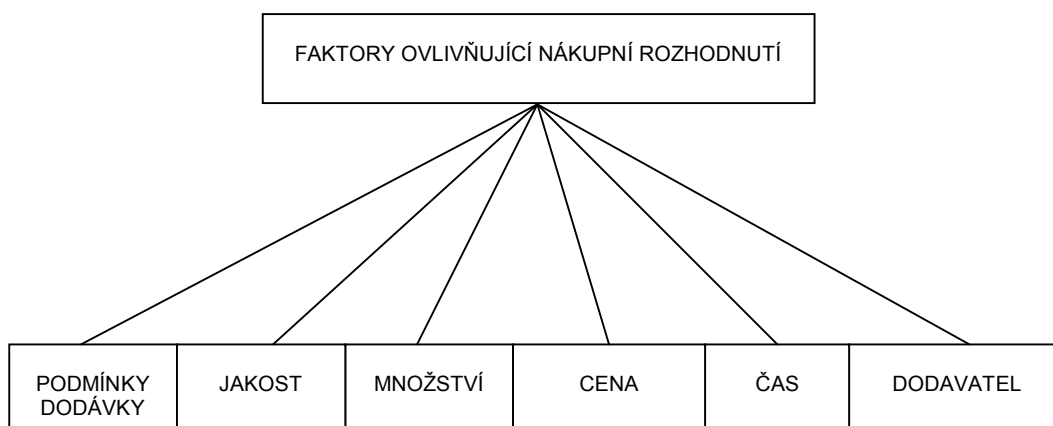 FAKTORY OVLIVŇUJÍCÍ NÁKUPNÍ ROZHODNUTÍ
PODMÍNKY
DODÁVKY
JAKOST
MNOŽSTVÍ
CENA
ČAS
DODAVATEL